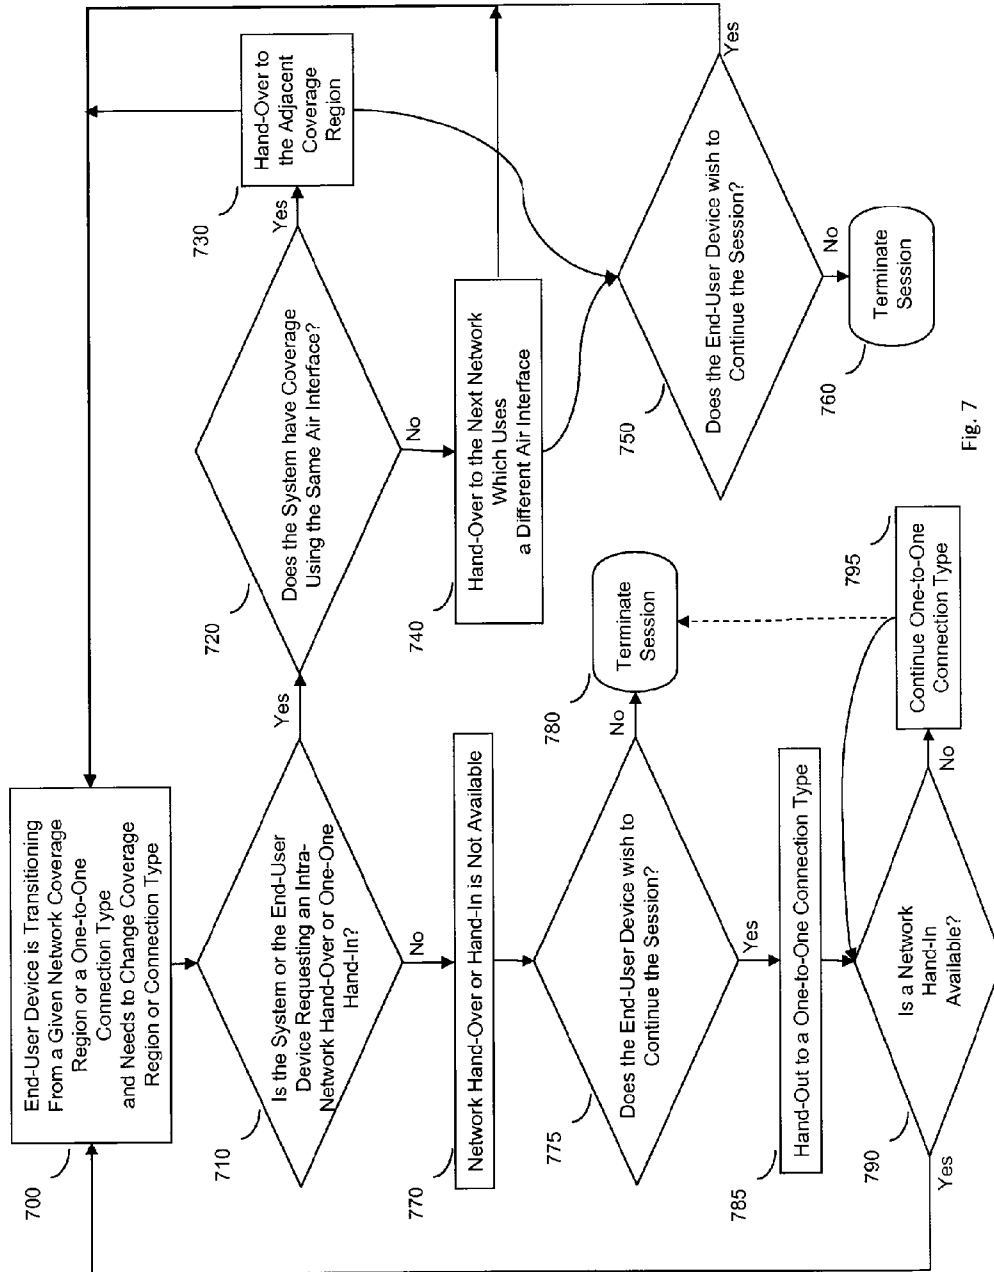 End-User Device is Transitioning
From a Given Network Coverage
Region or a One-to-One
Connection Type
and Needs to Change Coverage
Region or Connection Type
700
Is the System or the End-User
Device Requesting an Intra-
Network Hand-Over or One-One
Hand-In?
710
Yes
No
Does the System have Coverage
Using the Same Air Interface?
720
Yes
No
Hand-Over to
the Adjacent
Coverage
Region
730
Hand-Over to the Next Network
Which Uses
a Different Air Interface
740
Does the End-User Device wish to
Continue the Session?
750
Yes
No
Terminate
Session
760
Network Hand-Over or Hand-In is Not Available
770
Does the End-User Device wish to
Continue the Session?
775
No
Yes
Terminate
Session
780
Hand-Out to a One-to-One Connection Type
785
Is a Network
Hand-In
Available?
790
Yes
No
Continue One-to-One
Connection Type
795
Fig. 7